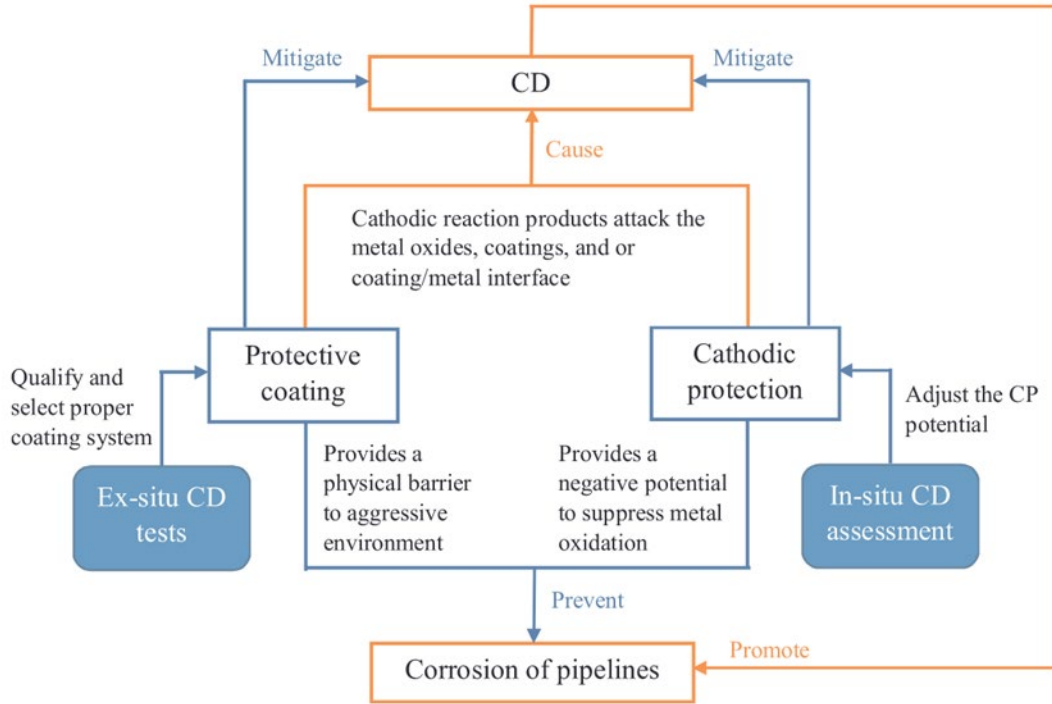 Mitigate
Mitigate
CD
Cause
Cathodic reaction products attack the
metal oxides, coatings, and or
coating/metal interface
Protective
coating
Cathodic
protection
Qualify and
select proper
coating system
Adjust the CP
potential
Provides a
physical barrier
to aggressive
environment
Provides a
negative potential
to suppress metal
oxidation
Ex-situ CD
tests
In-situ CD
assessment
Prevent
Corrosion of pipelines
Promote